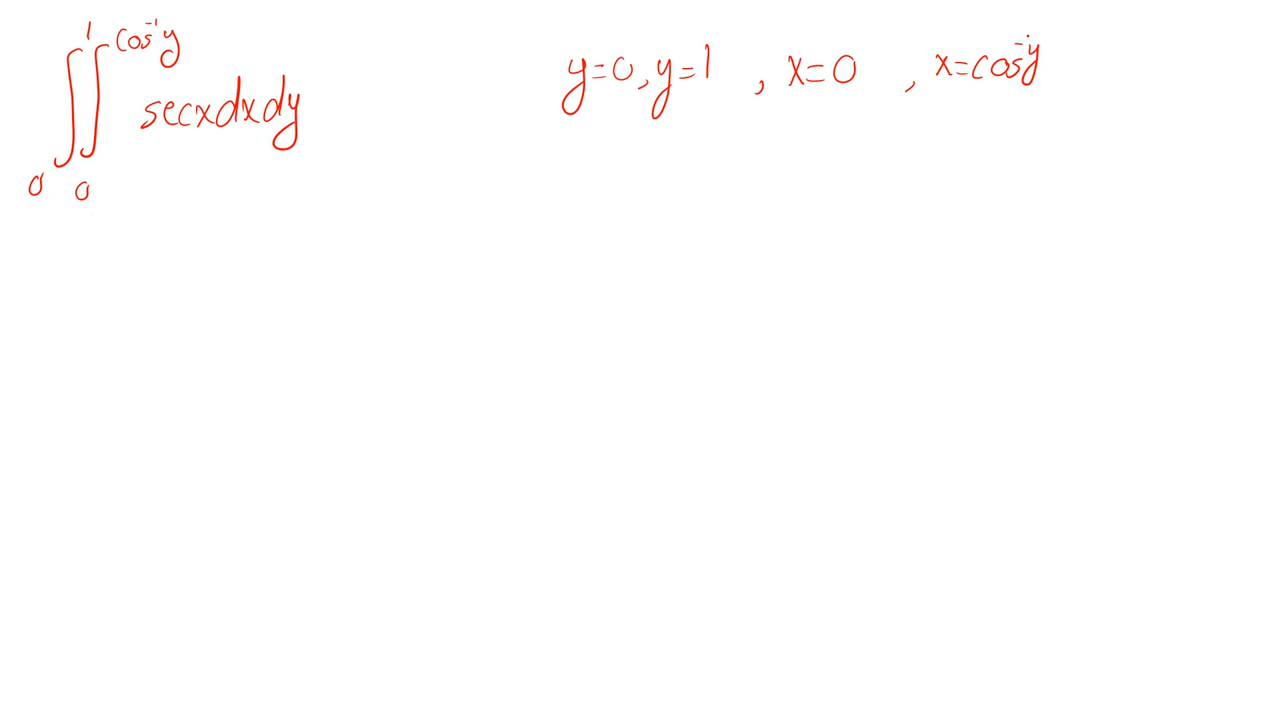 ∫₀¹ ∫₀^{cos⁻¹y} secx dx dy
y=0, y=1 , x=0 , x=cos⁻¹y